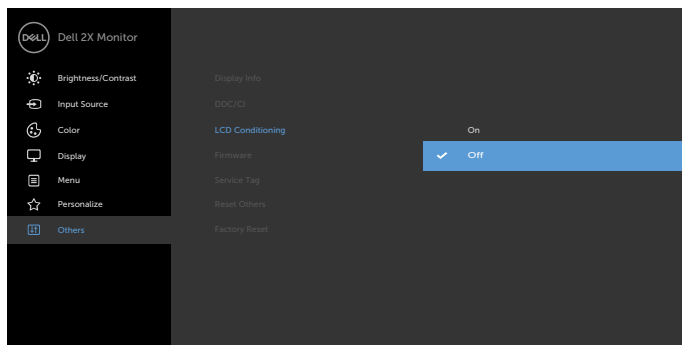 DELL Dell 2X Monitor
Brightness/Contrast Display Info
Input Source DDC/CI
Color LCD Conditioning On
Display Firmware Off
Menu Service Tag
Personalize Reset Others
Others Factory Reset